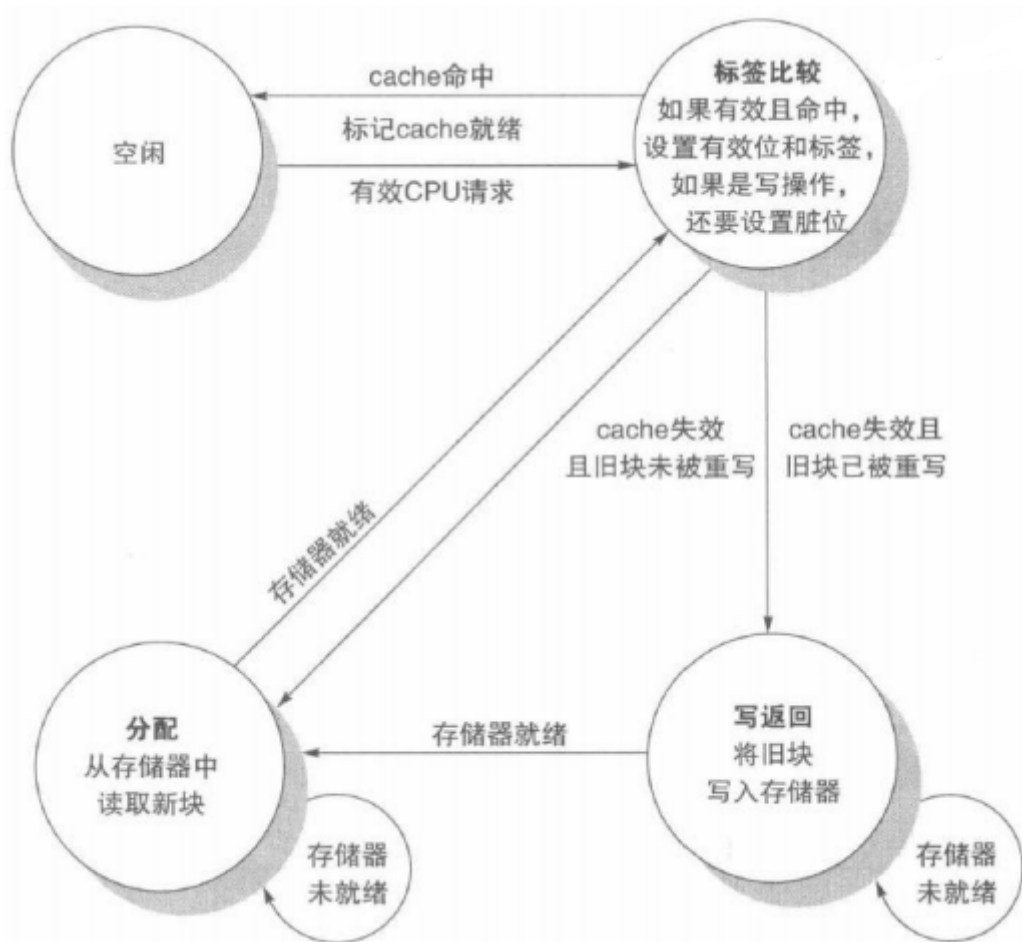 cache命中
标记cache就绪
空闲
有效CPU请求
标签比较
如果有效且命中，
设置有效位和标签，
如果是写操作，
还要设置脏位
cache失效
且旧块未被重写
cache失效且
旧块已被重写
存储器就绪
分配
从存储器中
读取新块
存储器就绪
写返回
将旧块
写入存储器
存储器
未就绪
存储器
未就绪